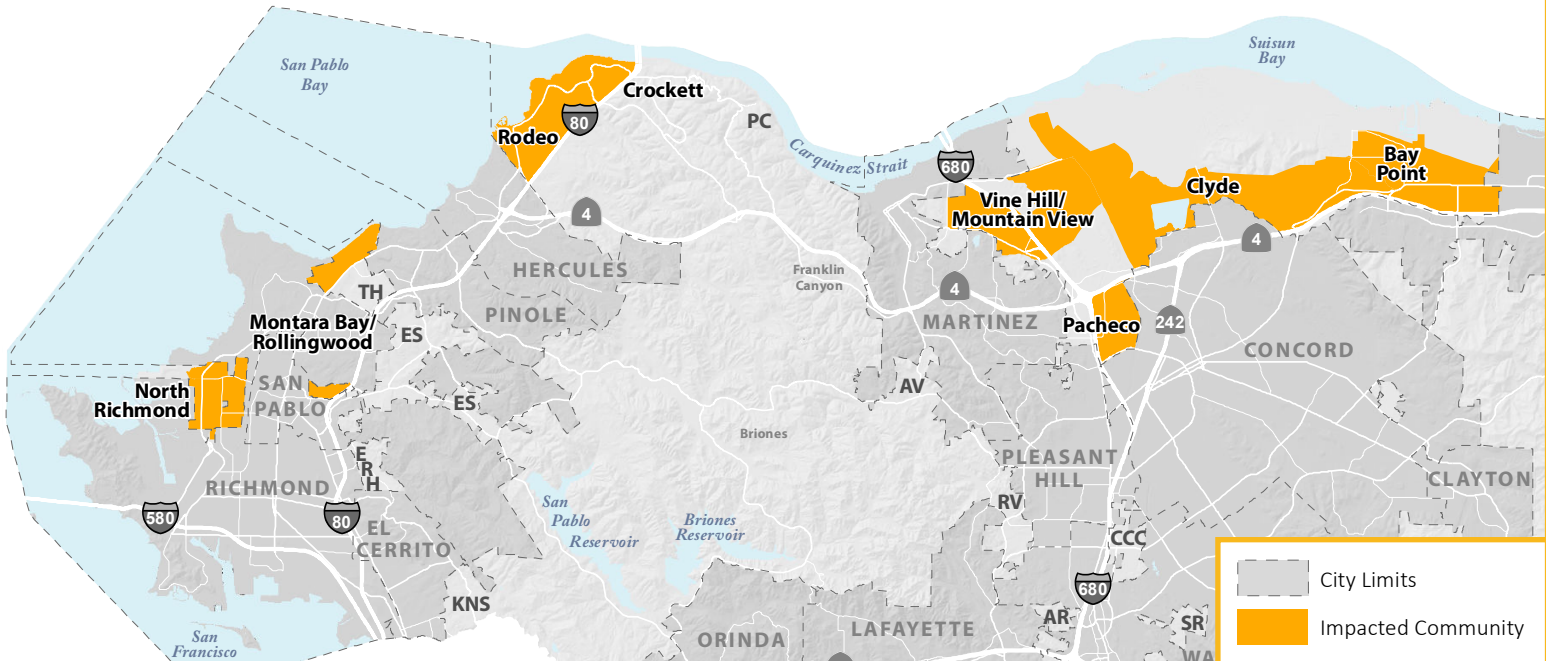 San Pablo
Bay
Suisun
Bay
Crockett
80
Rodeo
PC
Carquinez Strait
680
Bay
Point
Clyde
Vine Hill/
Mountain View
4
4
HERCULES
Franklin
Canyon
4
TH
PINOLE
MARTINEZ
Pacheco
242
Montara Bay/
Rollingwood
ES
CONCORD
North
Richmond
SAN
PABLO
ES
AV
Briones
E
R
H
PLEASANT
HILL
CLAYTON
RICHMOND
580
80
EL
CERRITO
San
Pablo
Reservoir
Briones
Reservoir
RV
CCC
680
KNS
AR
SR
ORINDA
LAFAYETTE
WA
San
Francisco
City Limits
Impacted Community